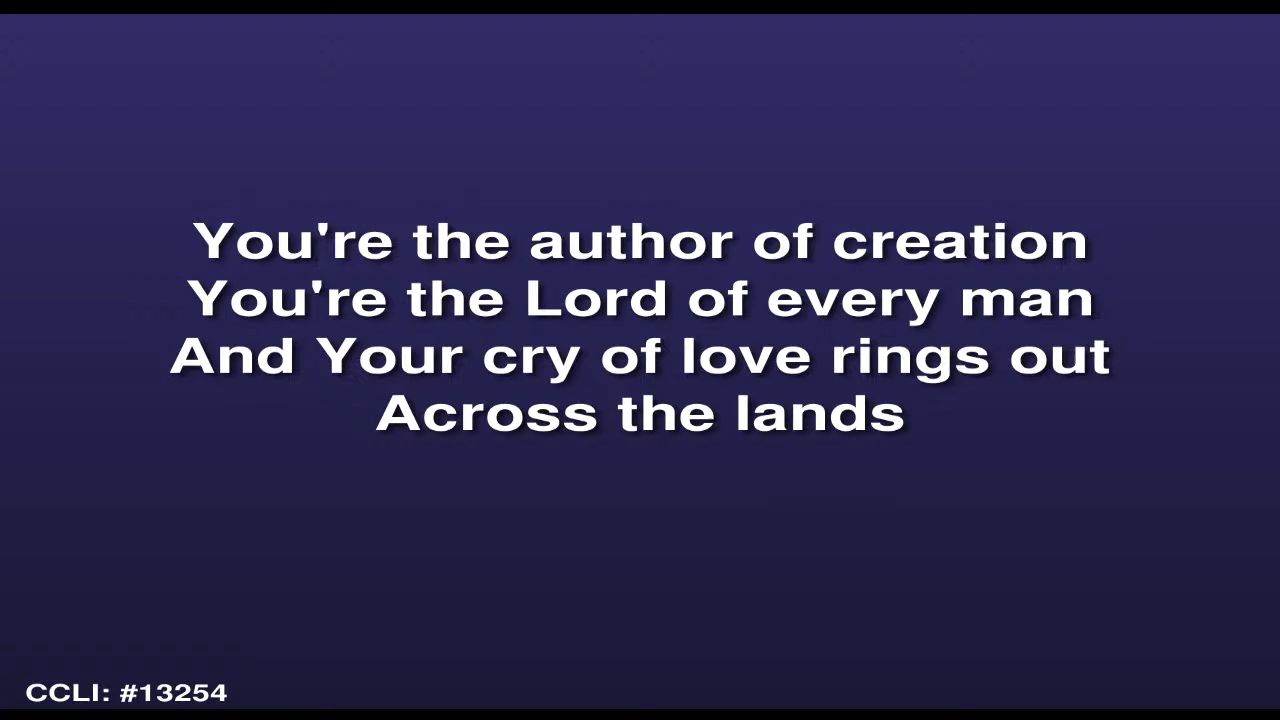 You're the author of creation
You're the Lord of every man
And Your cry of love rings out
Across the lands
CCLI: #13254